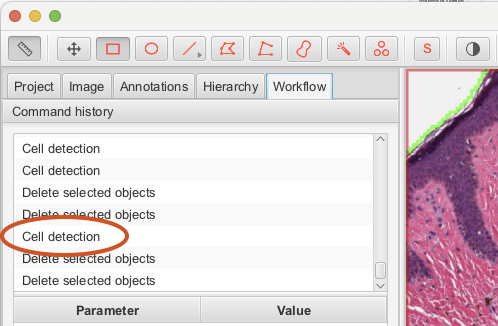 S
Project Image Annotations Hierarchy Workflow
Command history
Cell detection
Cell detection
Delete selected objects
Delete selected objects
Cell detection
Delete selected objects
Delete selected objects
Parameter Value